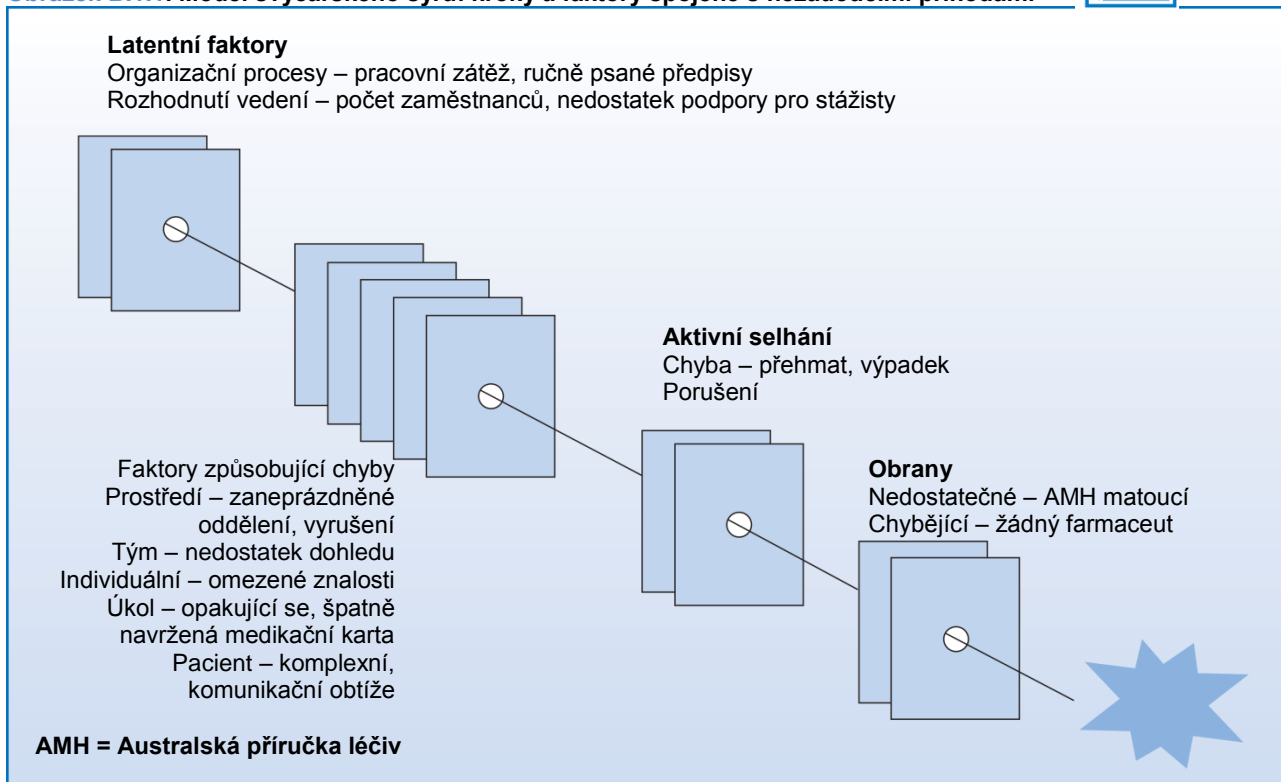 Latentní faktory
Organizační procesy – pracovní zátěž, ručně psané předpisy
Rozhodnutí vedení – počet zaměstnanců, nedostatek podpory pro stážisty
Aktivní selhání
Chyba – přehmat, výpadek
Porušení
Faktory způsobující chyby
Prostředí – zaneprázdněné
oddělení, vyrušení
Tým – nedostatek dohledu
Individuální – omezené znalosti
Úkol – opakující se, špatně
navržená medikační karta
Pacient – komplexní,
komunikační obtíže
Obrany
Nedostatečné – AMH matoucí
Chybějící – žádný farmaceut
AMH = Australská příručka léčiv